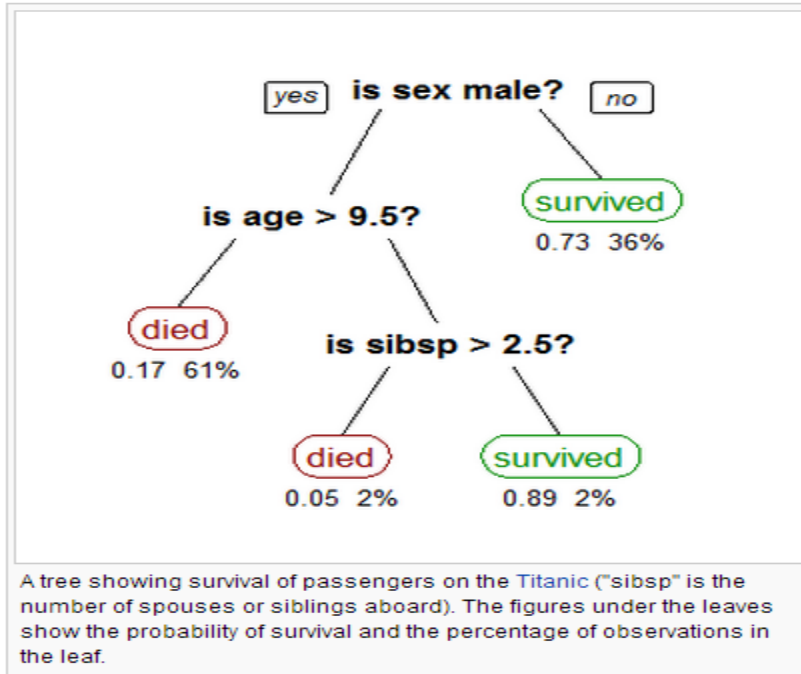 yes is sex male? no
is age > 9.5?
survived
0.73 36%
died
0.17 61%
is sibsp > 2.5?
died
0.05 2%
survived
0.89 2%
A tree showing survival of passengers on the Titanic ("sibsp" is the
number of spouses or siblings aboard). The figures under the leaves
show the probability of survival and the percentage of observations in
the leaf.